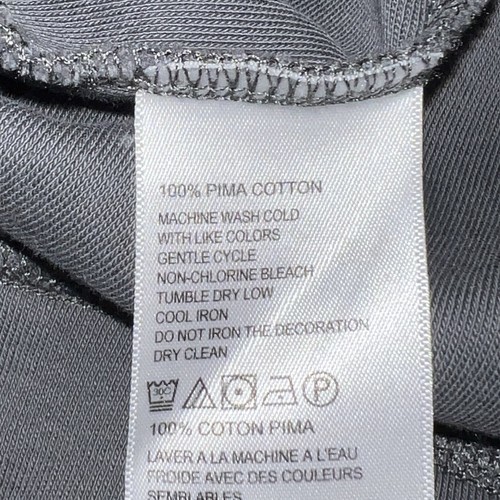 100% PIMA COTTON
MACHINE WASH COLD
WITH LIKE COLORS
GENTLE CYCLE
NON-CHLORINE BLEACH
TUMBLE DRY LOW
COOL IRON
DO NOT IRON THE DECORATION
DRY CLEAN
30C P
100% COTON PIMA
LAVER A LA MACHINE A L'EAU
FROIDE AVEC DES COULEURS
SEMBLABLES